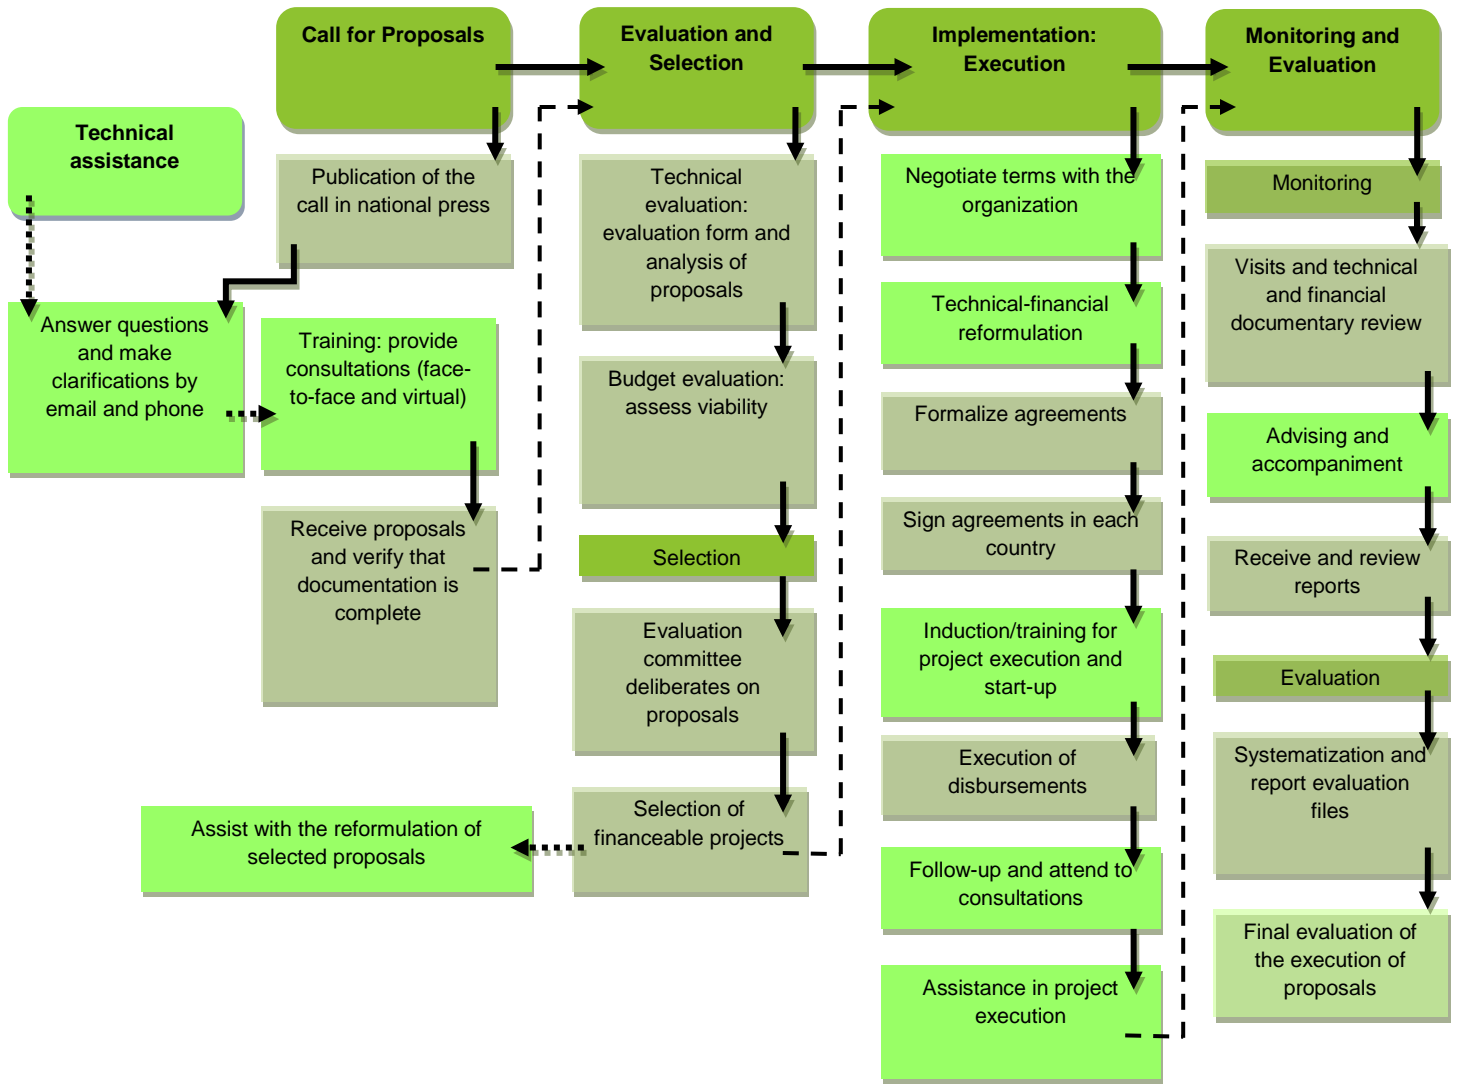 Call for Proposals
Evaluation and
Selection
Implementation:
Execution
Monitoring and
Evaluation
Technical
assistance
Publication of the
call in national press
Answer questions
and make
clarifications by
email and phone
Training: provide
consultations (face-
to-face and virtual)
Receive proposals
and verify that
documentation is
complete
Technical
evaluation:
evaluation form and
analysis of
proposals
Budget evaluation:
assess viability
Selection
Evaluation
committee
deliberates on
proposals
Selection of
financeable projects
Assist with the reformulation of
selected proposals
Negotiate terms with the
organization
Technical-financial
reformulation
Formalize agreements
Sign agreements in each
country
Induction/training for
project execution and
start-up
Execution of
disbursements
Follow-up and attend to
consultations
Assistance in project
execution
Monitoring
Visits and technical
and financial
documentary review
Advising and
accompaniment
Receive and review
reports
Evaluation
Systematization and
report evaluation
files
Final evaluation of
the execution of
proposals